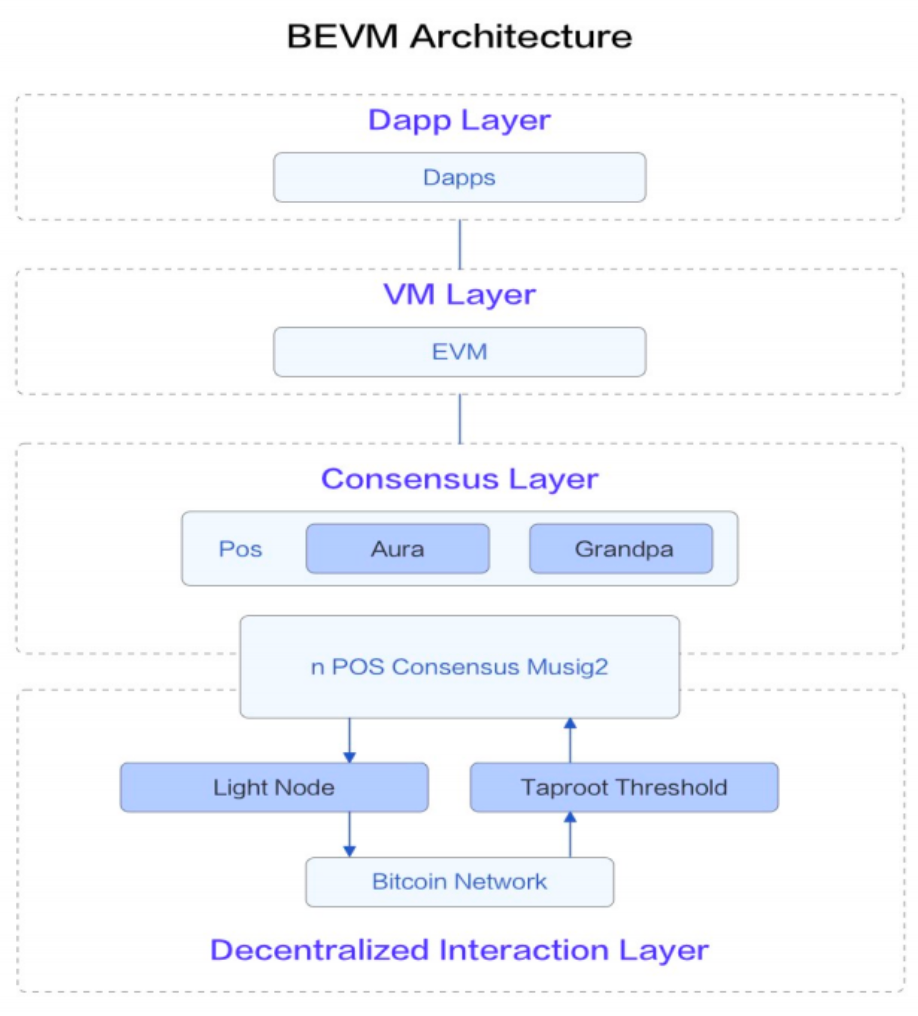 BEVM Architecture
Dapp Layer
Dapps
VM Layer
EVM
Consensus Layer
Pos Aura Grandpa
n POS Consensus Musig2
Light Node Taproot Threshold
Bitcoin Network
Decentralized Interaction Layer